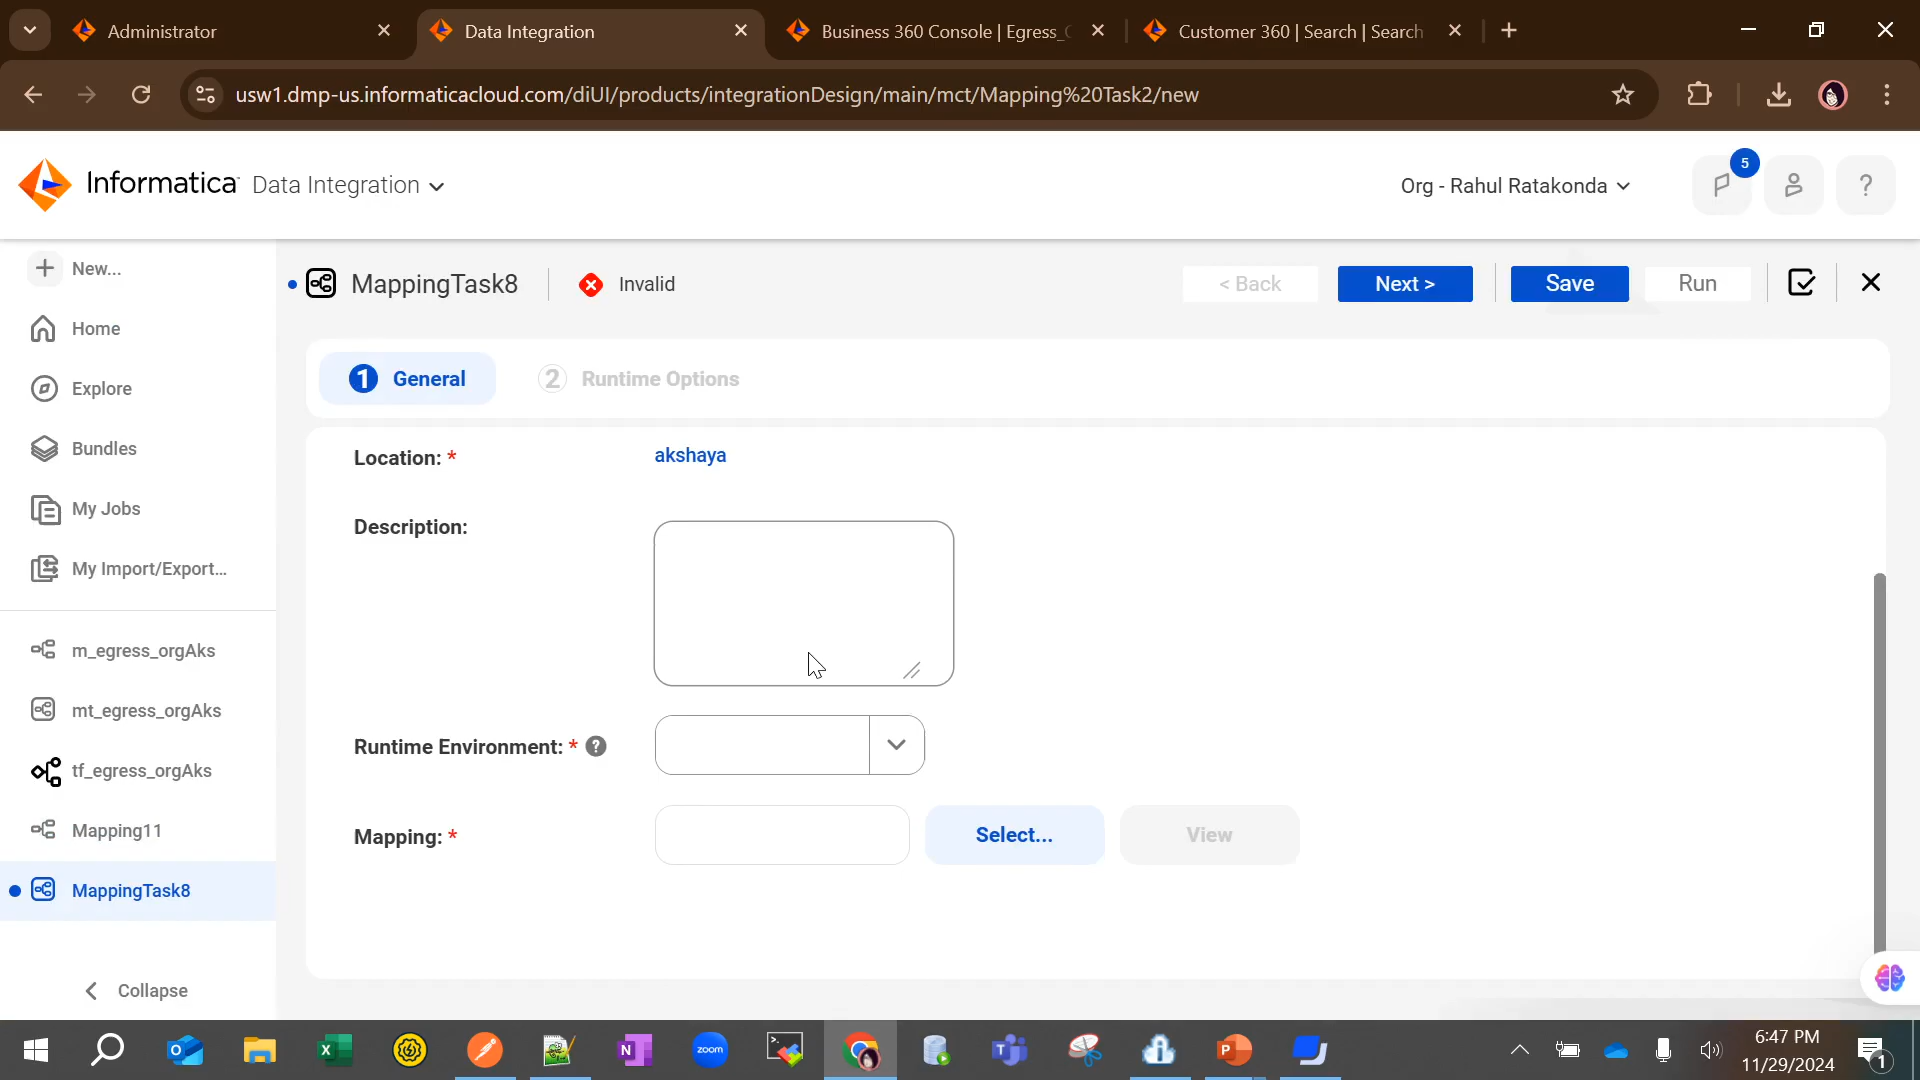 Administrator
Data Integration
Business 360 Console | Egress_
Customer 360 | Search | Search
usw1.dmp-us.informaticacloud.com/diUI/products/integrationDesign/main/mct/Mapping%20Task2/new
Informatica Data Integration
Org - Rahul Ratakonda
5
?
New...
Home
Explore
Bundles
My Jobs
My Import/Export...
m_egress_orgAks
mt_egress_orgAks
tf_egress_orgAks
Mapping11
MappingTask8
Collapse
MappingTask8
Invalid
< Back
Next >
Save
Run
1 General
2 Runtime Options
Location: *
akshaya
Description:
Runtime Environment: * ?
Mapping: *
Select...
View
zoom
6:47 PM
11/29/2024
1